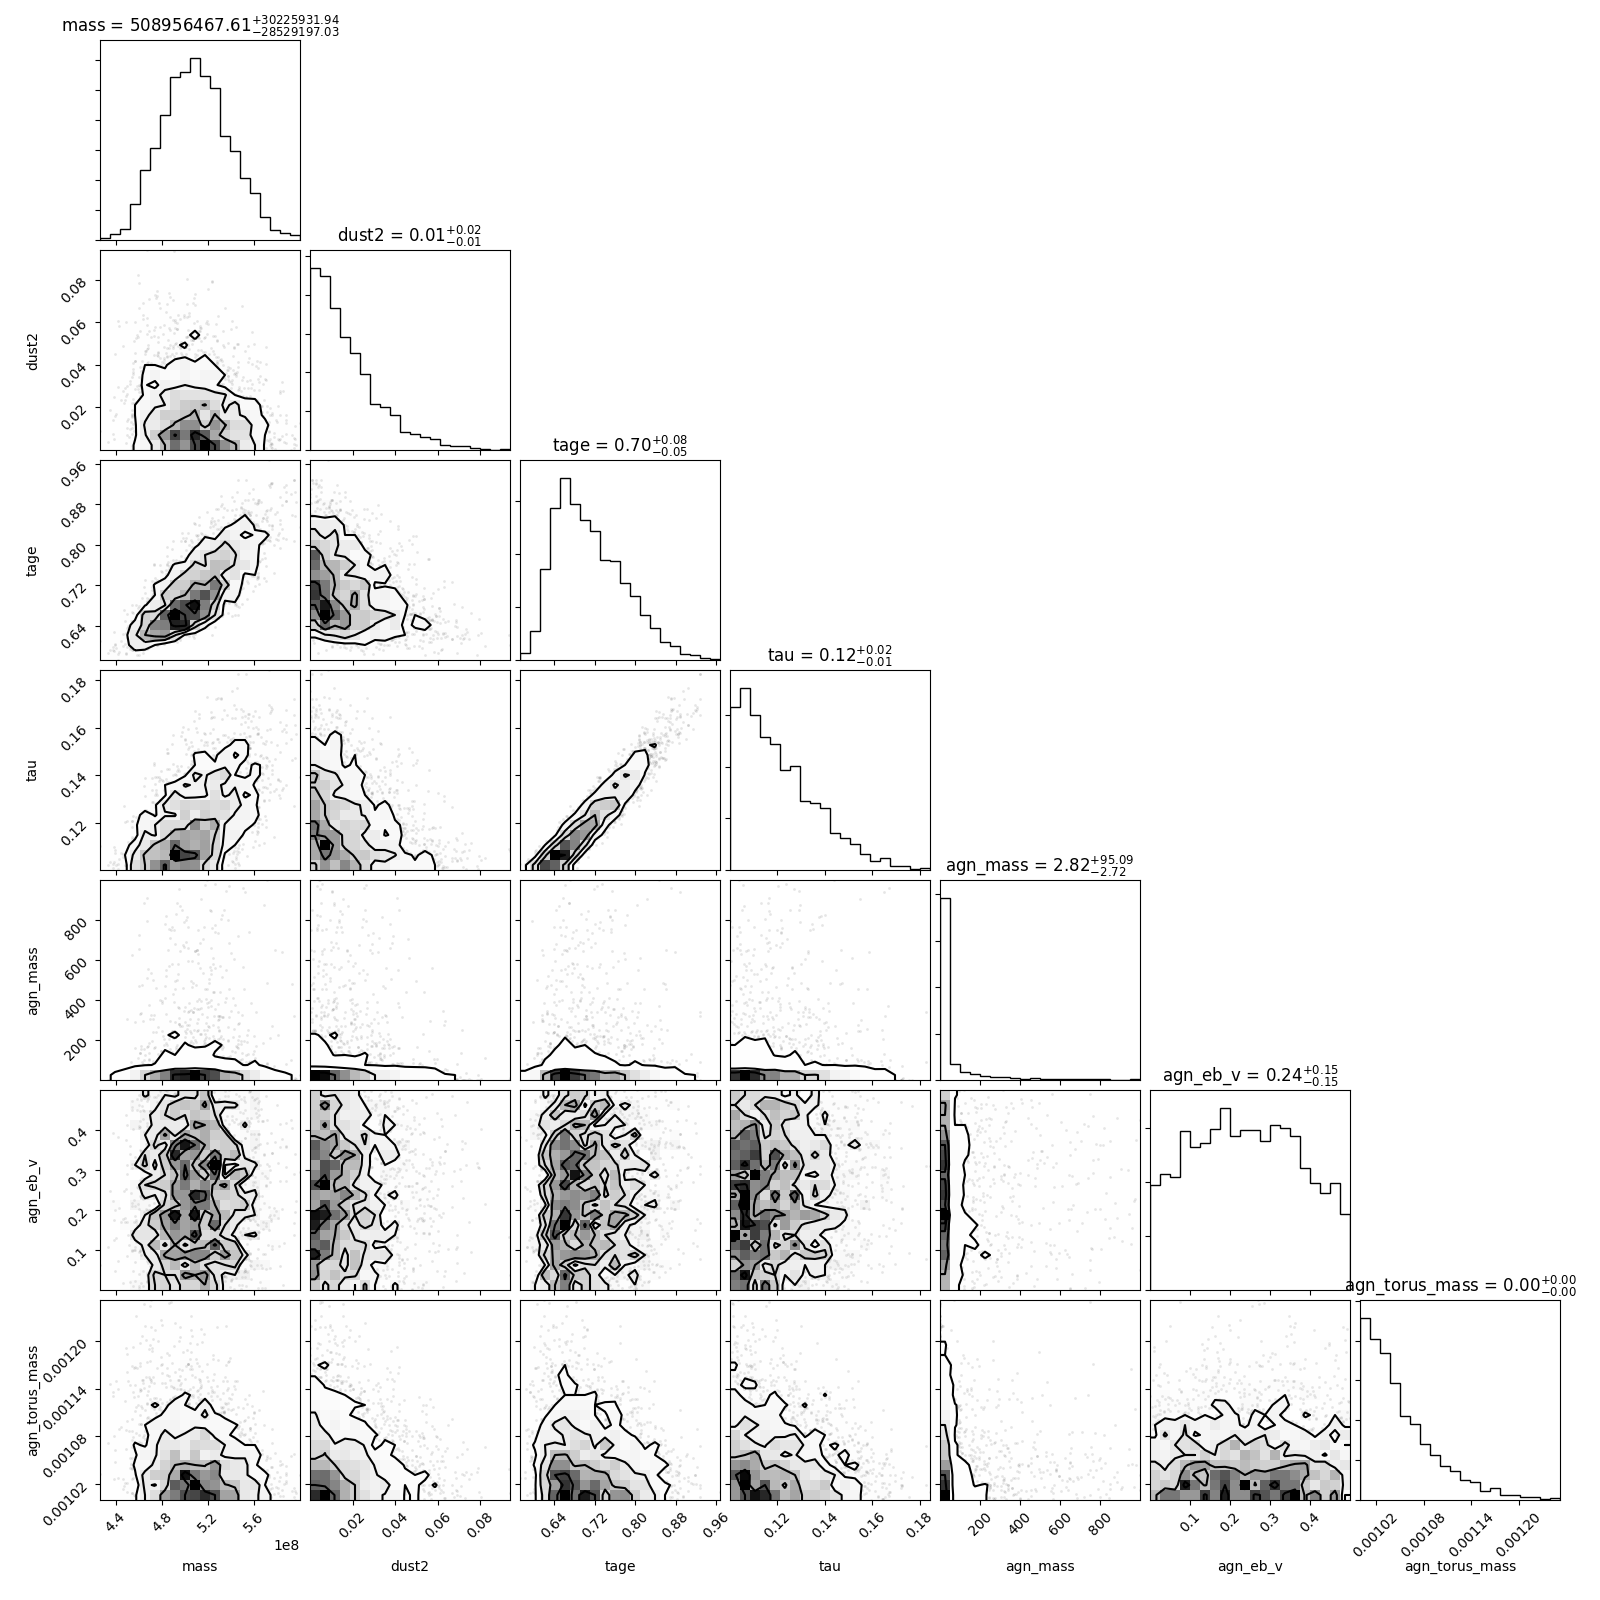 mass = 508956467.61 +30225931.94 −28529197.03
dust2 = 0.01 +0.02 −0.01
0.08
0.06
0.04
0.02
dust2
tage = 0.70 +0.08 −0.05
0.96
0.88
0.80
0.72
0.64
tage
tau = 0.12 +0.02 −0.01
0.18
0.16
0.14
0.12
tau
agn_mass = 2.82 +95.09 −2.72
800
600
400
200
agn_mass
agn_eb_v = 0.24 +0.15 −0.15
0.4
0.3
0.2
0.1
agn_eb_v
agn_torus_mass = 0.00 +0.00 −0.00
0.00120
0.00114
0.00108
0.00102
agn_torus_mass
4.4 4.8 5.2 5.6
1e8
mass
0.02 0.04 0.06 0.08
dust2
0.64 0.72 0.80 0.88 0.96
tage
0.12 0.14 0.16 0.18
tau
200 400 600 800
agn_mass
0.1 0.2 0.3 0.4
agn_eb_v
0.00102 0.00108 0.00114 0.00120
agn_torus_mass